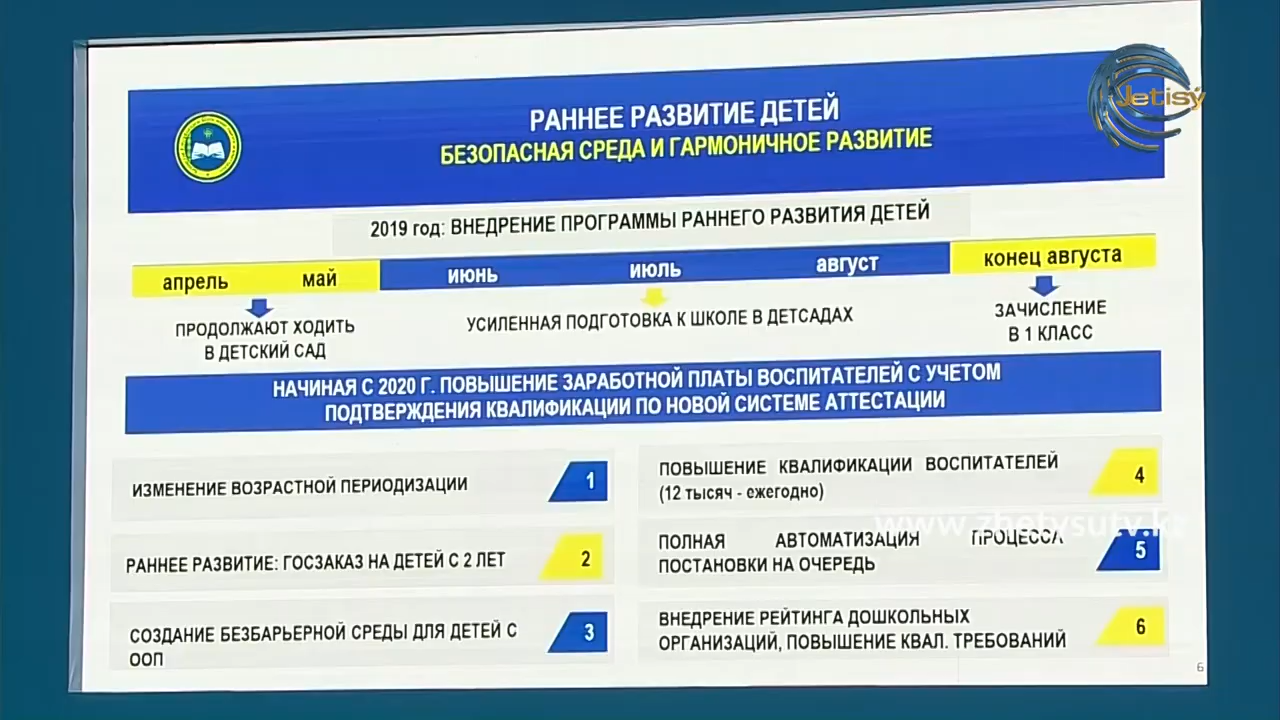 Jetisý
РАННЕЕ РАЗВИТИЕ ДЕТЕЙ
БЕЗОПАСНАЯ СРЕДА И ГАРМОНИЧНОЕ РАЗВИТИЕ
2019 год: ВНЕДРЕНИЕ ПРОГРАММЫ РАННЕГО РАЗВИТИЯ ДЕТЕЙ
апрель май июнь июль август конец августа
ПРОДОЛЖАЮТ ХОДИТЬ
В ДЕТСКИЙ САД
УСИЛЕННАЯ ПОДГОТОВКА К ШКОЛЕ В ДЕТСАДАХ
ЗАЧИСЛЕНИЕ
В 1 КЛАСС
НАЧИНАЯ С 2020 Г. ПОВЫШЕНИЕ ЗАРАБОТНОЙ ПЛАТЫ ВОСПИТАТЕЛЕЙ С УЧЕТОМ
ПОДТВЕРЖДЕНИЯ КВАЛИФИКАЦИИ ПО НОВОЙ СИСТЕМЕ АТТЕСТАЦИИ
ИЗМЕНЕНИЕ ВОЗРАСТНОЙ ПЕРИОДИЗАЦИИ 1
РАННЕЕ РАЗВИТИЕ: ГОСЗАКАЗ НА ДЕТЕЙ С 2 ЛЕТ 2
СОЗДАНИЕ БЕЗБАРЬЕРНОЙ СРЕДЫ ДЛЯ ДЕТЕЙ С 3
ООП
ПОВЫШЕНИЕ КВАЛИФИКАЦИИ ВОСПИТАТЕЛЕЙ 4
(12 тысяч - ежегодно)
www.zhetysutv.kz
ПОЛНАЯ АВТОМАТИЗАЦИЯ ПРОЦЕССА 5
ПОСТАНОВКИ НА ОЧЕРЕДЬ
ВНЕДРЕНИЕ РЕЙТИНГА ДОШКОЛЬНЫХ 6
ОРГАНИЗАЦИЙ, ПОВЫШЕНИЕ КВАЛ. ТРЕБОВАНИЙ
6